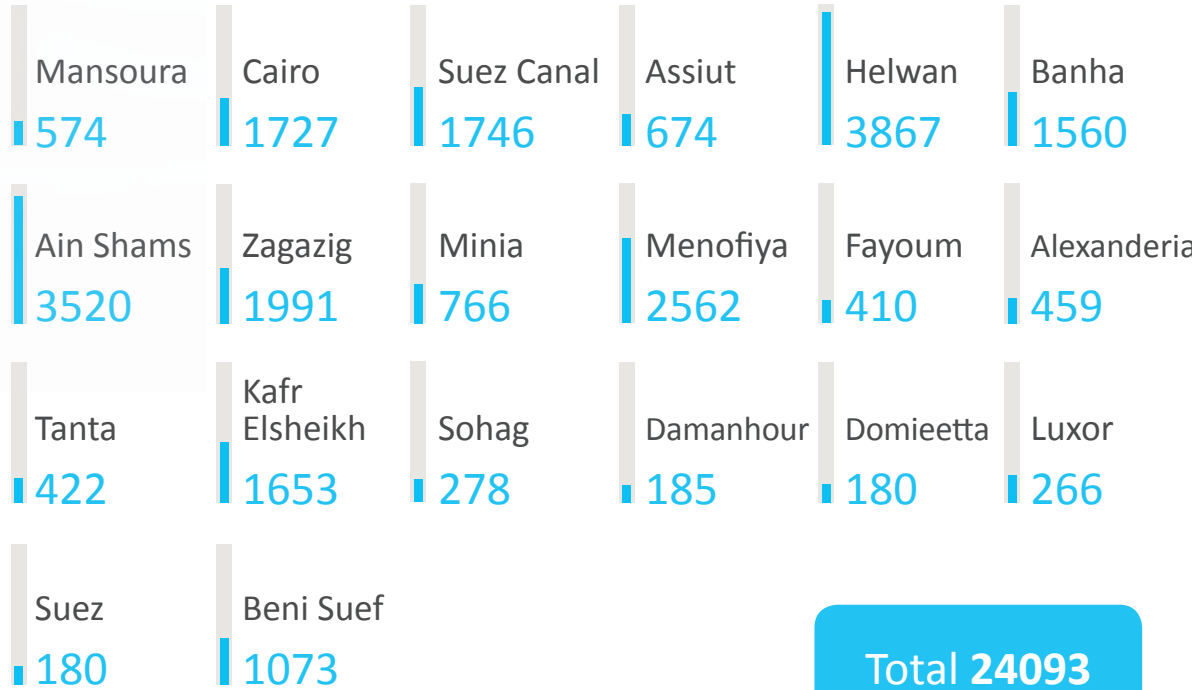 Mansoura
574
Cairo
1727
Suez Canal
1746
Assiut
674
Helwan
3867
Banha
1560
Ain Shams
3520
Zagazig
1991
Minia
766
Menofiya
2562
Fayoum
410
Alexanderia
459
Tanta
422
Kafr
Elsheikh
1653
Sohag
278
Damanhour
185
Domieetta
180
Luxor
266
Suez
180
Beni Suef
1073
Total 24093